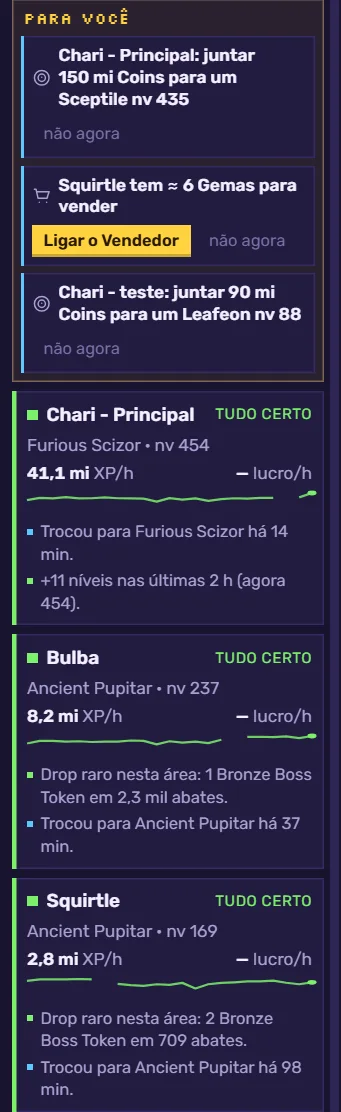 PARA VOCÊ
Chari - Principal: juntar
150 mi Coins para um
Sceptile nv 435
não agora
Squirtle tem ≈ 6 Gemas para
vender
Ligar o Vendedor não agora
Chari - teste: juntar 90 mi
Coins para um Leafeon nv 88
não agora
Chari - Principal TUDO CERTO
Furious Scizor • nv 454
41,1 mi XP/h — lucro/h
Trocou para Furious Scizor há 14
min.
+11 níveis nas últimas 2 h (agora
454).
Bulba TUDO CERTO
Ancient Pupitar • nv 237
8,2 mi XP/h — lucro/h
Drop raro nesta área: 1 Bronze Boss
Token em 2,3 mil abates.
Trocou para Ancient Pupitar há 37
min.
Squirtle TUDO CERTO
Ancient Pupitar • nv 169
2,8 mi XP/h — lucro/h
Drop raro nesta área: 2 Bronze
Boss Token em 709 abates.
Trocou para Ancient Pupitar há 98
min.